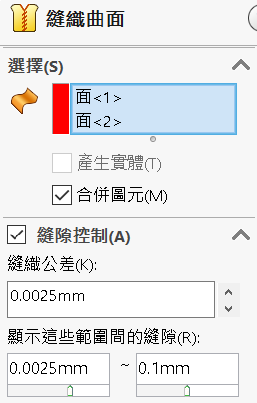 縫織曲面
選擇(S)
面<1>
面<2>
產生實體(T)
合併圖元(M)
縫隙控制(A)
縫織公差(K):
0.0025mm
顯示這些範圍間的縫隙(R):
0.0025mm ~ 0.1mm